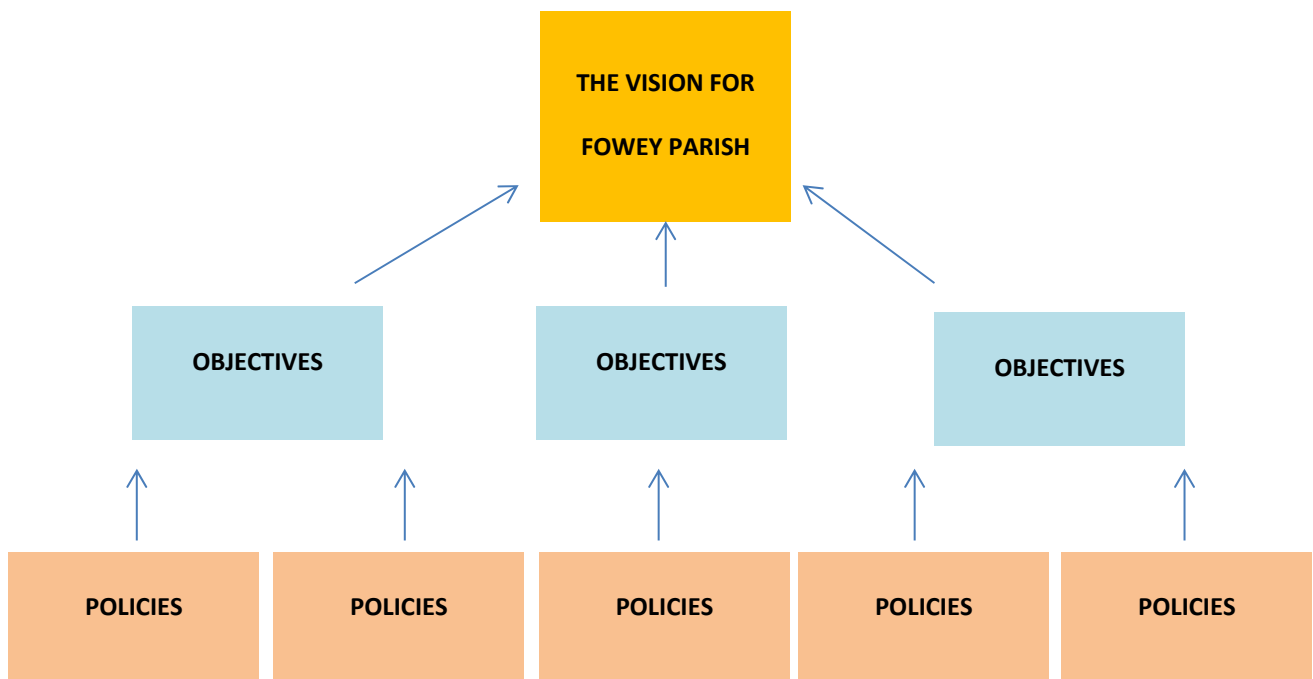 THE VISION FOR
FOWEY PARISH
OBJECTIVES
OBJECTIVES
OBJECTIVES
POLICIES
POLICIES
POLICIES
POLICIES
POLICIES